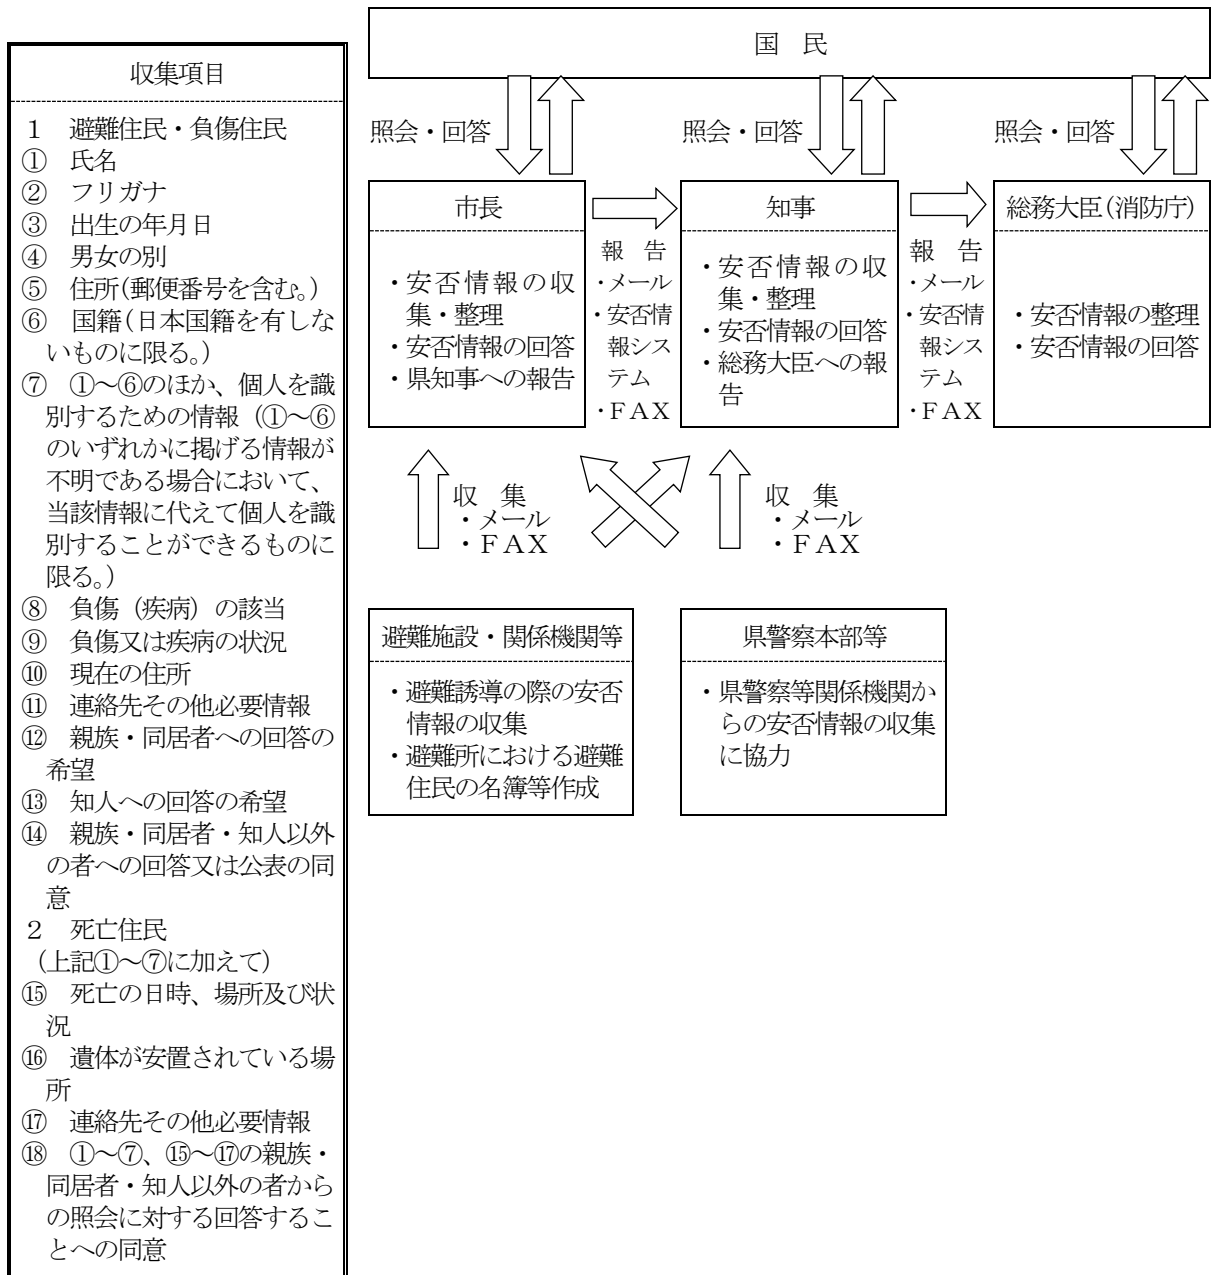 収集項目
1 避難住民・負傷住民
① 氏名
② フリガナ
③ 出生の年月日
④ 男女の別
⑤ 住所(郵便番号を含む。)
⑥ 国籍(日本国籍を有しな
いものに限る。)
⑦ ①～⑥のほか、個人を識
別するための情報（①～⑥
のいずれかに掲げる情報が
不明である場合において、
当該情報に代えて個人を識
別することができるものに
限る。)
⑧ 負傷（疾病）の該当
⑨ 負傷又は疾病の状況
⑩ 現在の住所
⑪ 連絡先その他必要情報
⑫ 親族・同居者への回答の
希望
⑬ 知人への回答の希望
⑭ 親族・同居者・知人以外
の者への回答又は公表の同
意
2 死亡住民
(上記①～⑦に加えて)
⑮ 死亡の日時、場所及び状
況
⑯ 遺体が安置されている場
所
⑰ 連絡先その他必要情報
⑱ ①～⑦、⑮～⑰の親族・
同居者・知人以外の者から
の照会に対する回答するこ
とへの同意
国 民
照会・回答
照会・回答
照会・回答
市長
・安否情報の収
集・整理
・安否情報の回答
・県知事への報告
報 告
・メール
・安否情
報シス
テム
・ＦＡＸ
知事
・安否情報の収
集・整理
・安否情報の回答
・総務大臣への報
告
報 告
・メール
・安否情
報シス
テム
・ＦＡＸ
総務大臣(消防庁)
・安否情報の整理
・安否情報の回答
収 集
・メール
・ＦＡＸ
収 集
・メール
・ＦＡＸ
避難施設・関係機関等
・避難誘導の際の安否
情報の収集
・避難所における避難
住民の名簿等作成
県警察本部等
・県警察等関係機関か
らの安否情報の収集
に協力